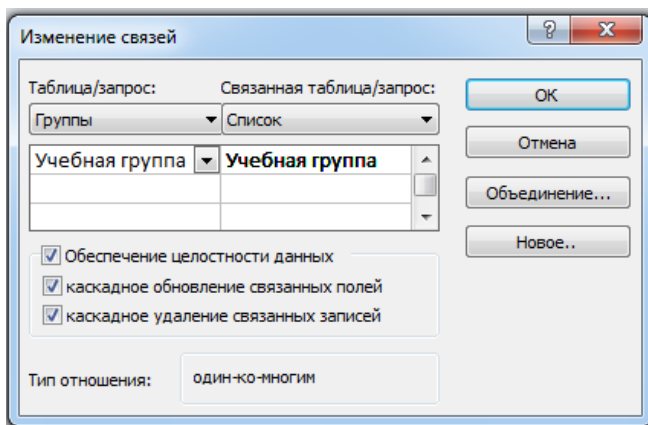 Изменение связей
Таблица/запрос: Связанная таблица/запрос:
Группы Список
Учебная группа Учебная группа
Обеспечение целостности данных
каскадное обновление связанных полей
каскадное удаление связанных записей
Тип отношения: один-ко-многим
ОК
Отмена
Объединение...
Новое..